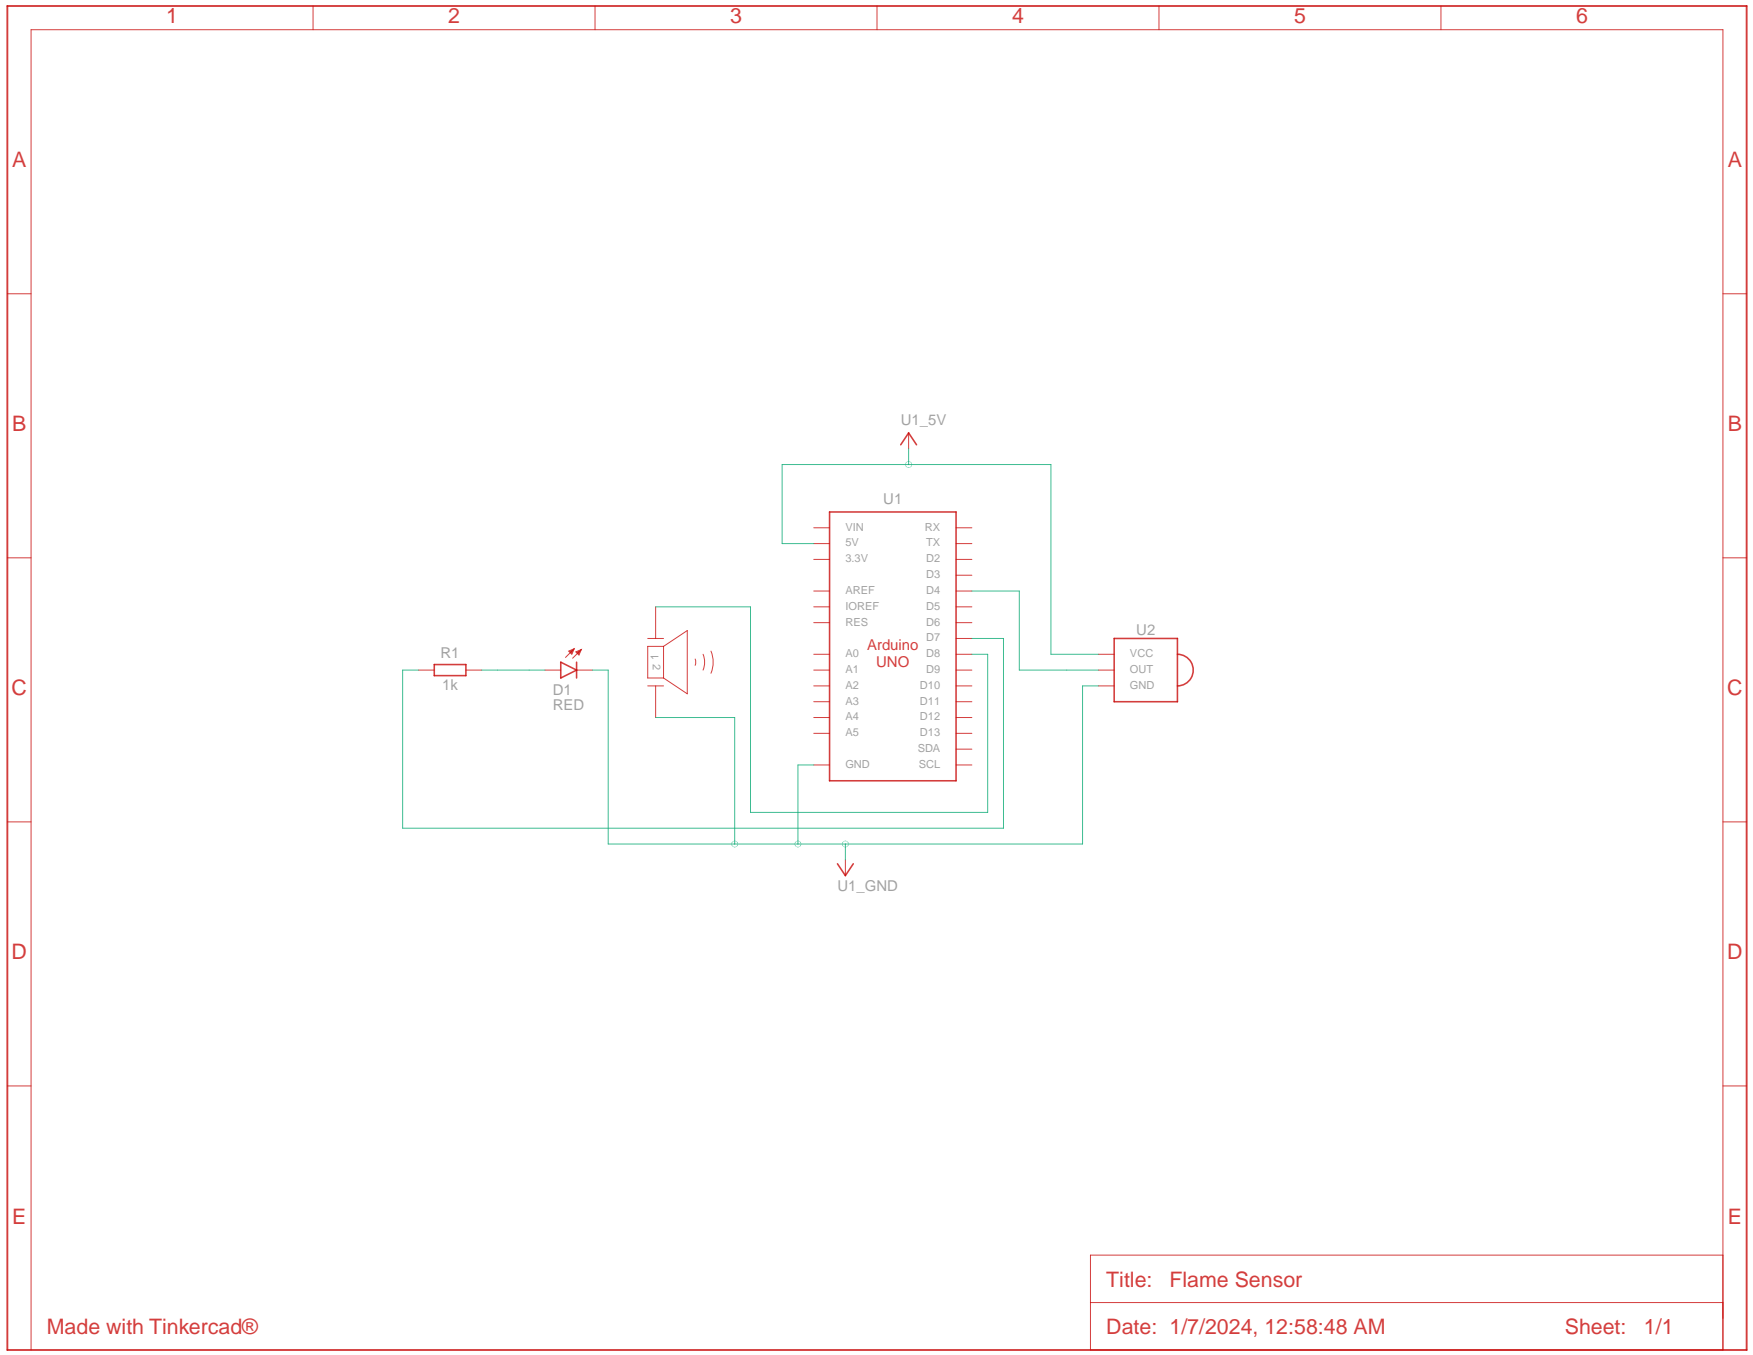 1 2 3 4 5 6
A A
B B
U1_5V
U1
VIN RX
5V TX
3.3V D2
D3
AREF D4
IOREF D5
RES D6
D7
Arduino
UNO
A0 D8
A1 D9
A2 D10
A3 D11
A4 D12
A5 D13
SDA
GND SCL
U2
VCC
OUT
GND
R1
1k
D1
RED
1 2
C C
U1_GND
D D
E E
Title: Flame Sensor
Date: 1/7/2024, 12:58:48 AM Sheet: 1/1
Made with Tinkercad®